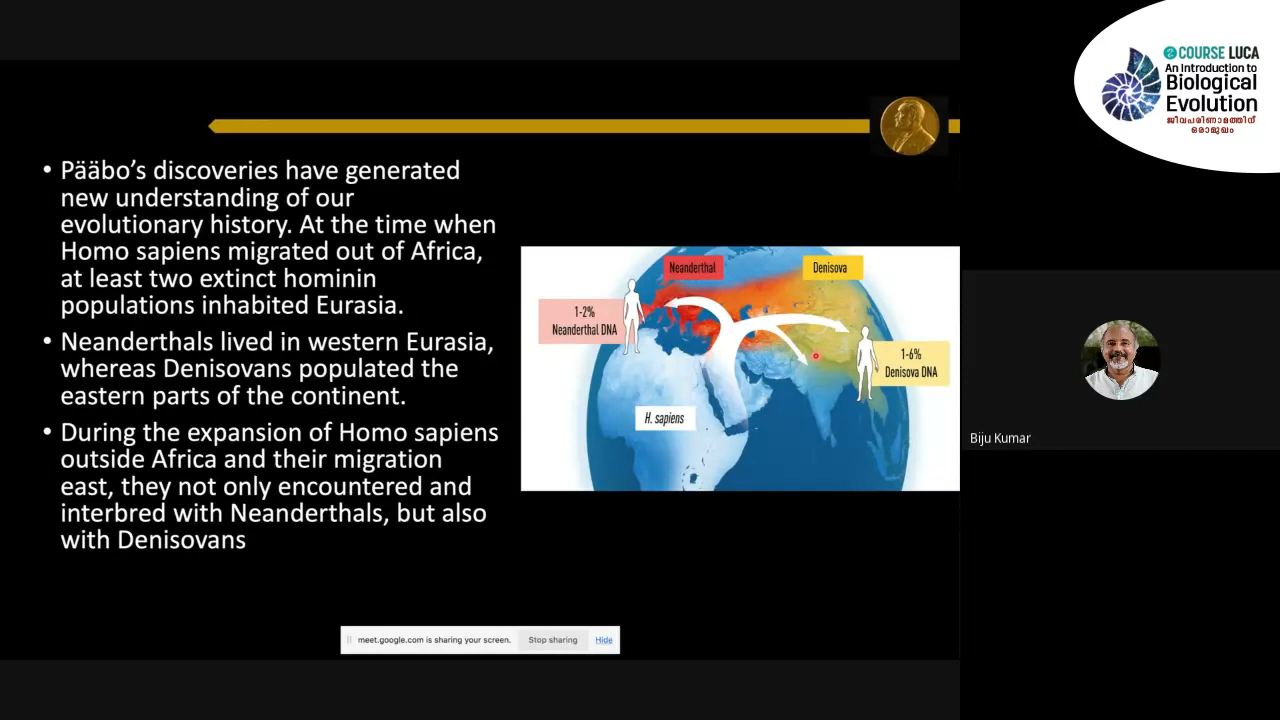 • Pääbo's discoveries have generated
new understanding of our
evolutionary history. At the time when
Homo sapiens migrated out of Africa,
at least two extinct hominin
populations inhabited Eurasia.
• Neanderthals lived in western Eurasia,
whereas Denisovans populated the
eastern parts of the continent.
• During the expansion of Homo sapiens
outside Africa and their migration
east, they not only encountered and
interbred with Neanderthals, but also
with Denisovans
Neanderthal
Denisova
1-2%
Neanderthal DNA
1-6%
Denisova DNA
H. sapiens
meet.google.com is sharing your screen.
Stop sharing
Hide
COURSE LUCA
An Introduction to
Biological
Evolution
ജീവപരിണാമത്തിന്
ഒരാമുഖം
Biju Kumar